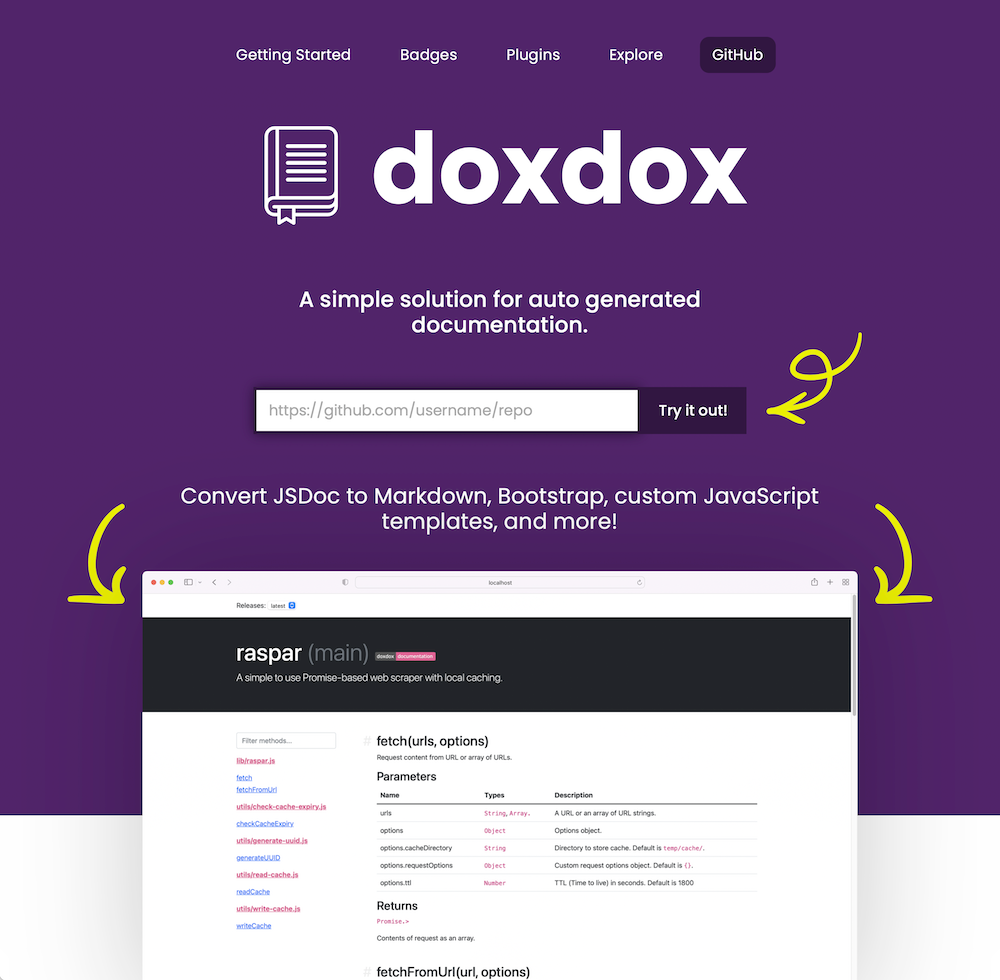 Getting Started Badges Plugins Explore GitHub
doxdox
A simple solution for auto generated
documentation.
https://github.com/username/repo Try it out!
Convert JSDoc to Markdown, Bootstrap, custom JavaScript
templates, and more!
localhost
Releases: latest
raspar (main) doxdox documentation
A simple to use Promise-based web scraper with local caching.
Filter methods...
lib/raspar.js
fetch
fetchFromUrl
utils/check-cache-expiry.js
checkCacheExpiry
utils/generate-uuid.js
generateUUID
utils/read-cache.js
readCache
utils/write-cache.js
writeCache
# fetch(urls, options)
Request content from URL or array of URLs.
Parameters
Name Types Description
urls String, Array. A URL or an array of URL strings.
options Object Options object.
options.cacheDirectory String Directory to store cache. Default is temp/cache/.
options.requestOptions Object Custom request options object. Default is {}.
options.ttl Number TTL (Time to live) in seconds. Default is 1800
Returns
Promise.>
Contents of request as an array.
# fetchFromUrl(url, options)